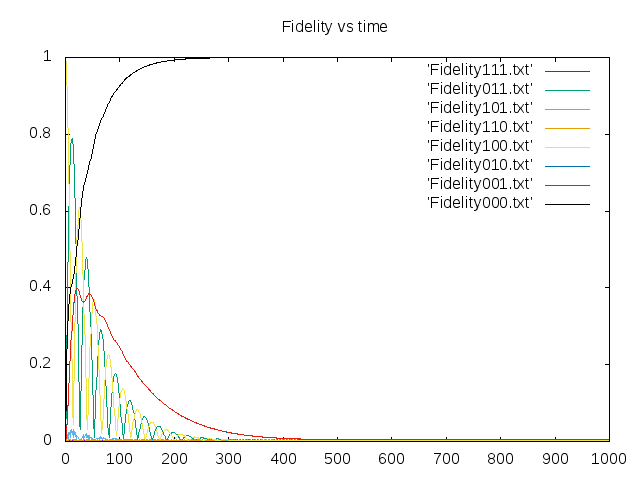 Fidelity vs time
1
0.8
0.6
0.4
0.2
0
'Fidelity111.txt'
'Fidelity011.txt'
'Fidelity101.txt'
'Fidelity110.txt'
'Fidelity100.txt'
'Fidelity010.txt'
'Fidelity001.txt'
'Fidelity000.txt'
0 100 200 300 400 500 600 700 800 900 1000